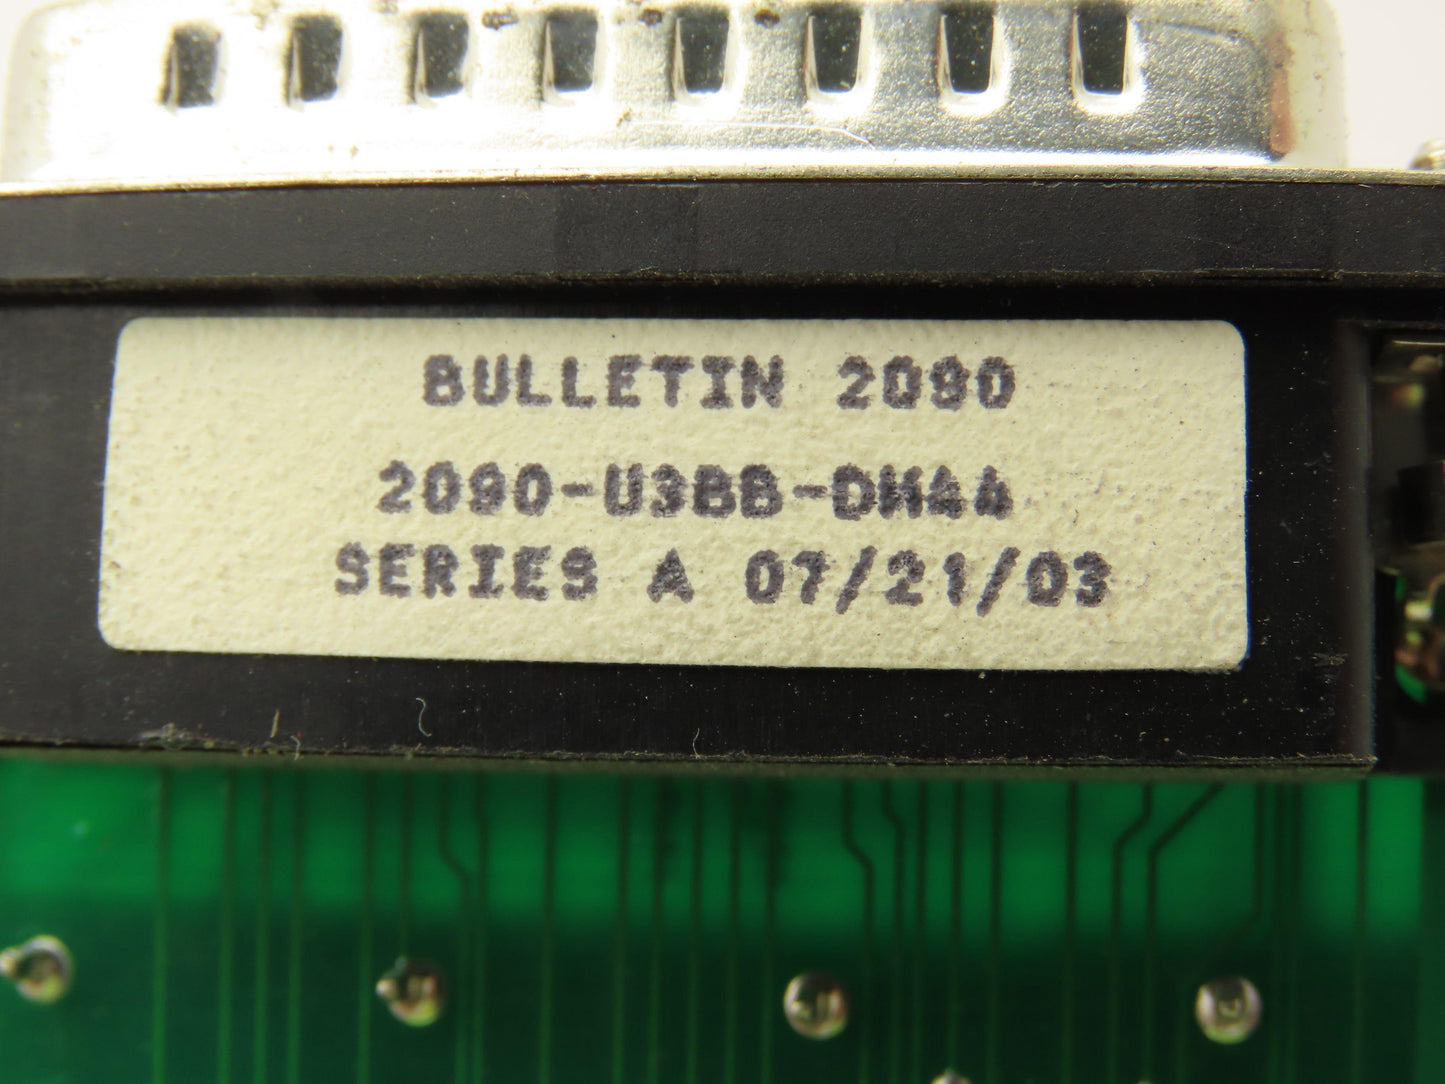 BULLETIN 2090
2090-U3BB-DM44
SERIES A 07/21/03